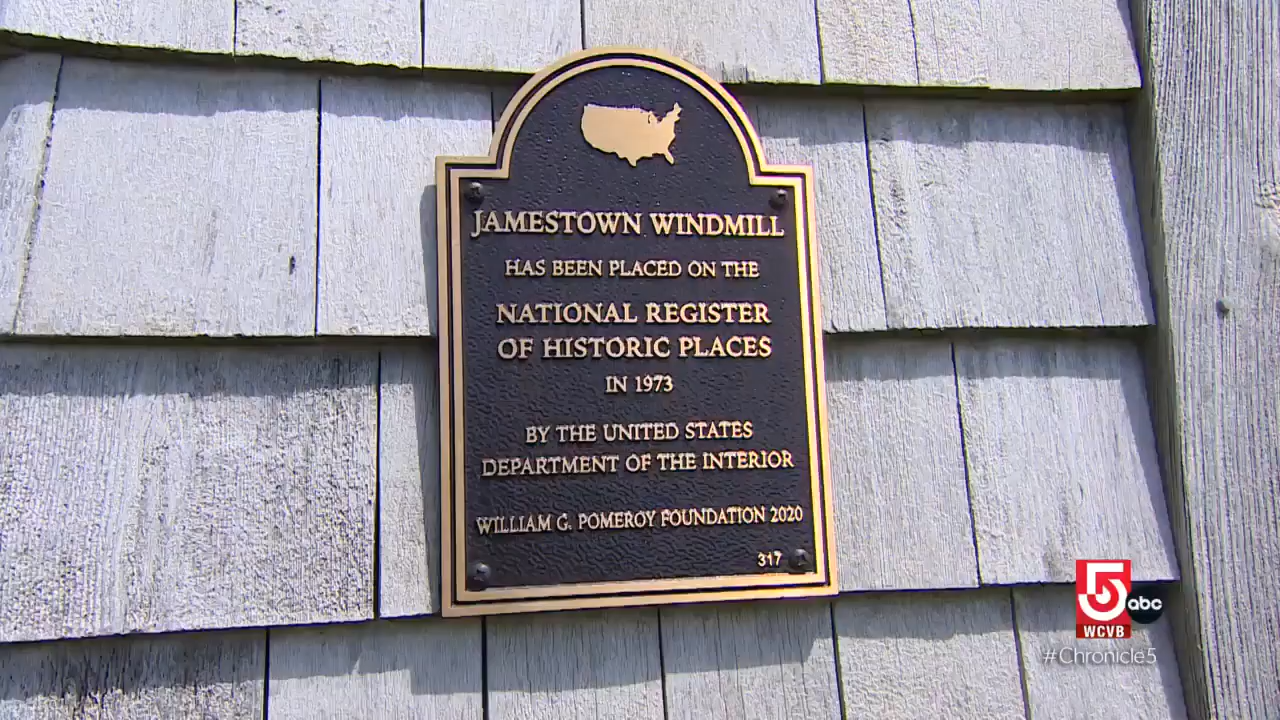 JAMESTOWN WINDMILL
HAS BEEN PLACED ON THE
NATIONAL REGISTER
OF HISTORIC PLACES
IN 1973
BY THE UNITED STATES
DEPARTMENT OF THE INTERIOR
WILLIAM G. POMEROY FOUNDATION 2020
317
5 abc
WCVB
#Chronicle5